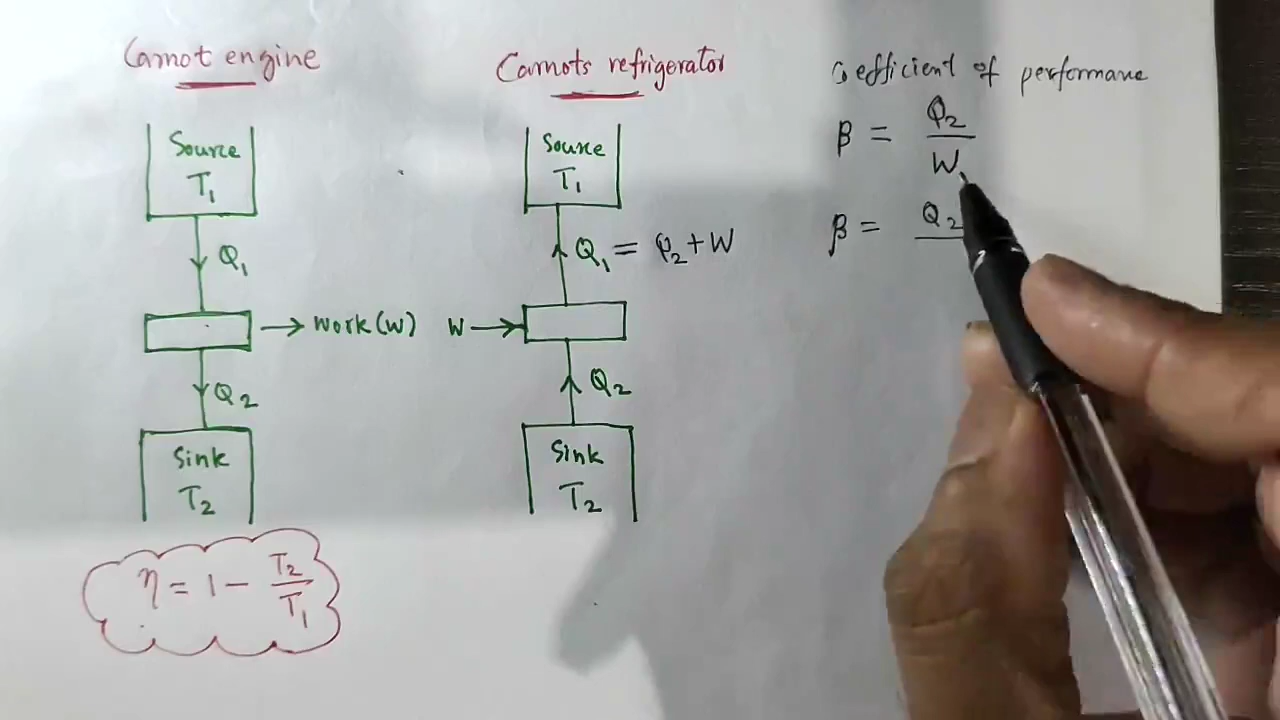 Carnot engine
Source
T₁
Q₁
→ work(W)
Q₂
Sink
T₂
η = 1 - T₂/T₁
Carnots refrigerator
Source
T₁
Q₁ = Q₂ + W
W →
Q₂
Sink
T₂
Coefficient of performane
β = Q₂/W
β = Q₂/